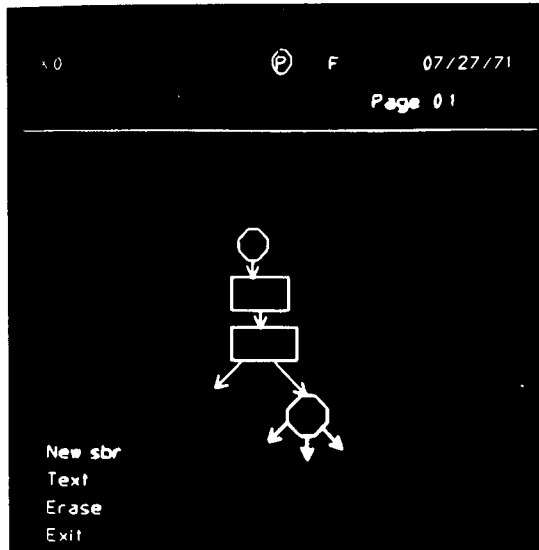 Ⓟ F 07/27/71
Page 01
New sbr
Text
Erase
Exit